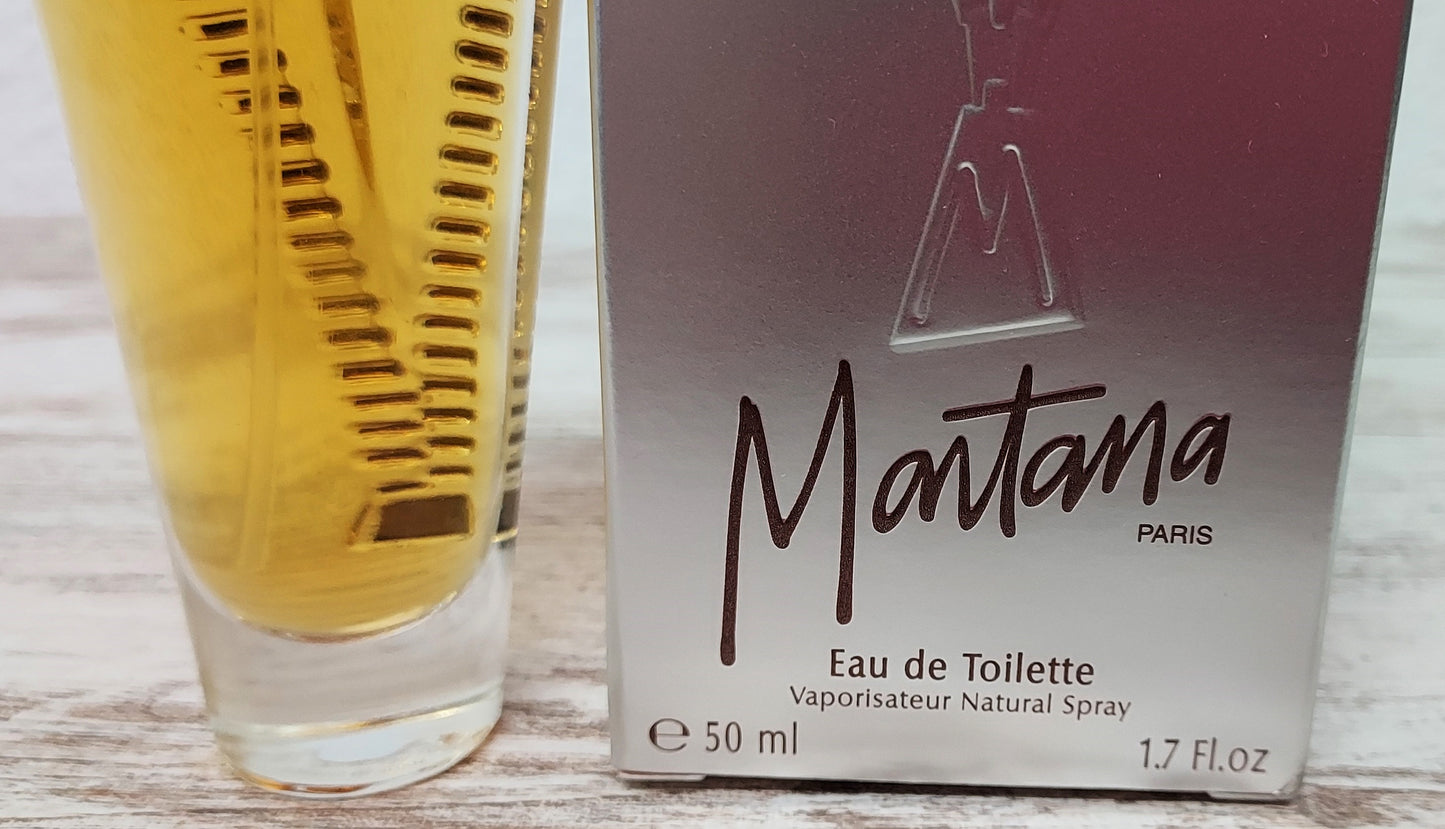 M
Montana
PARIS
Eau de Toilette
Vaporisateur Natural Spray
℮ 50 ml
1.7 Fl.oz